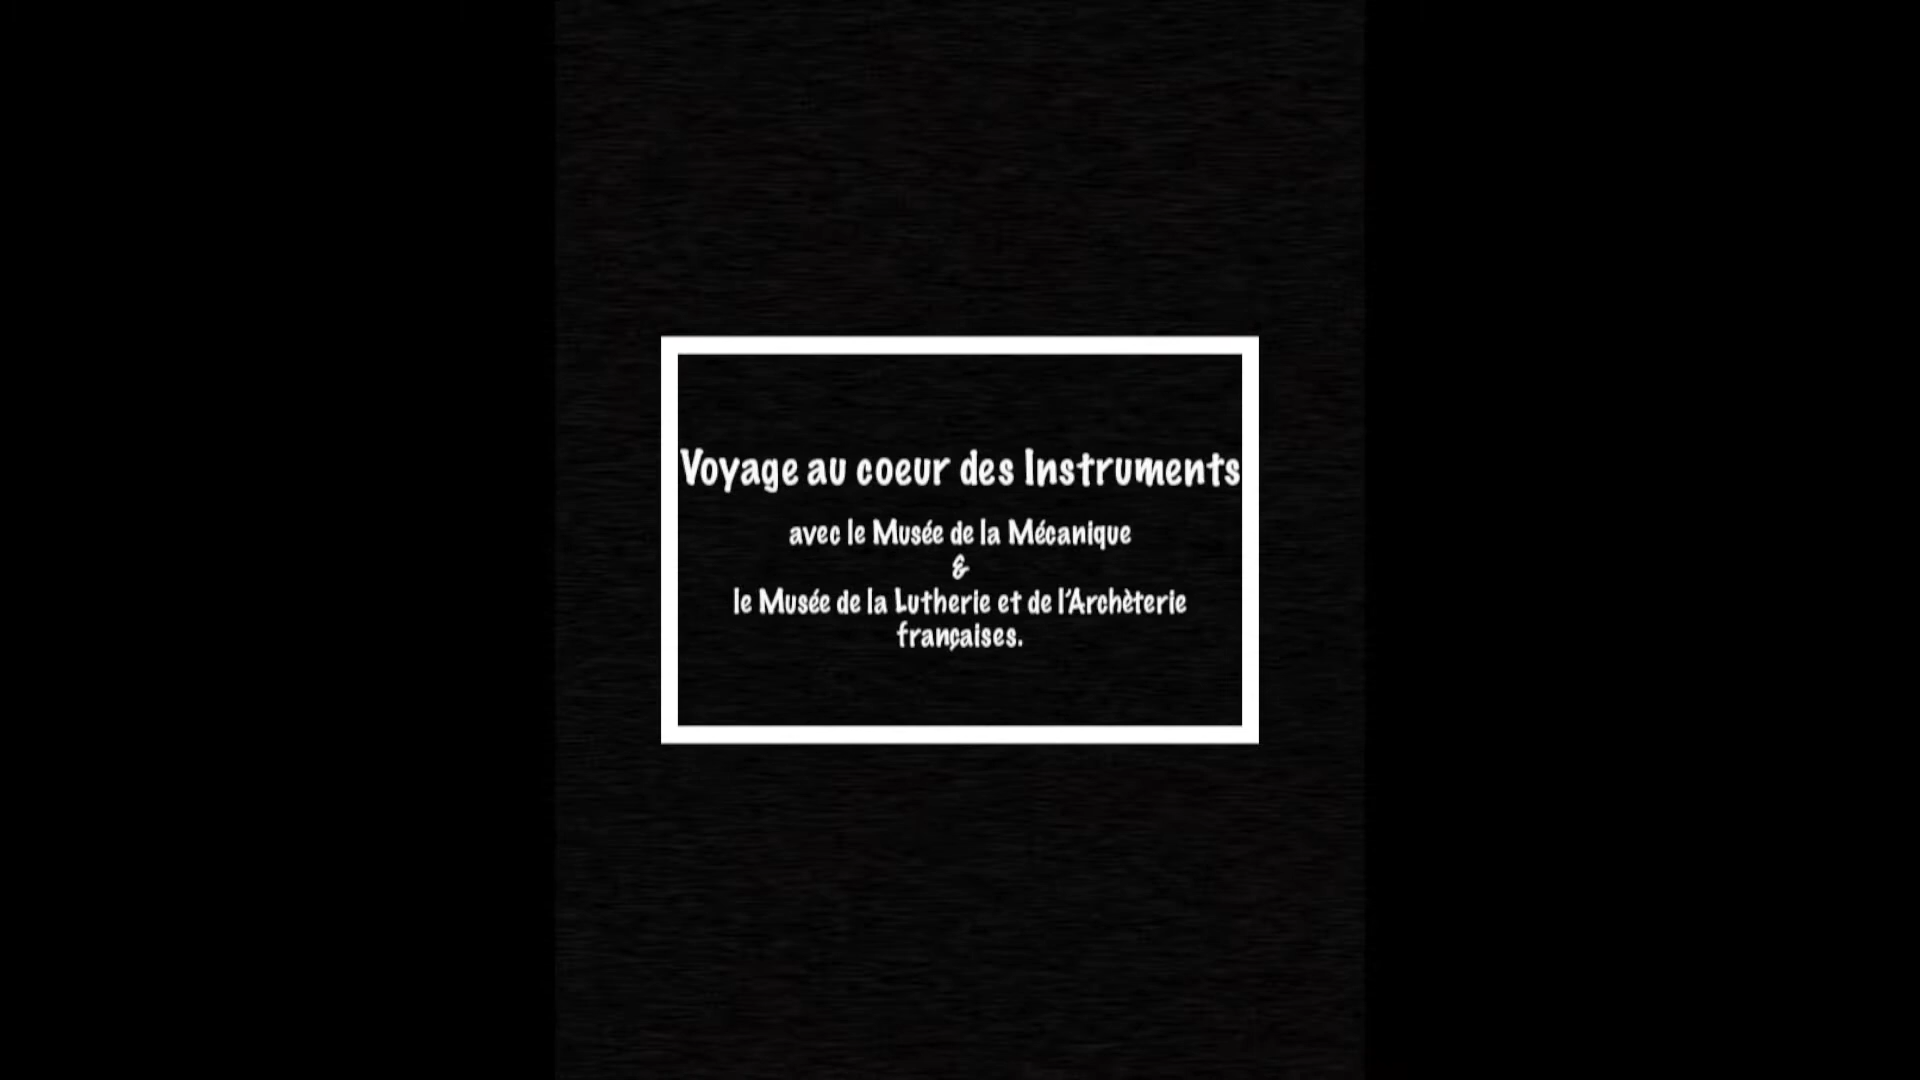 Voyage au coeur des Instruments
avec le Musée de la Mécanique
&
le Musée de la Lutherie et de l'Archèterie
françaises.